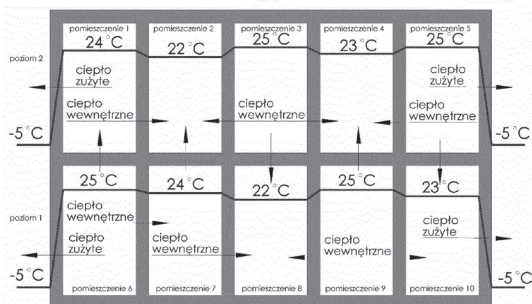 pomieszczenie 1 pomieszczenie 2 pomieszczenie 3 pomieszczenie 4 pomieszczenie 5
24 °C 22 °C 25 °C 23 °C 25 °C
poziom 2
ciepło
zużyte
ciepło
wewnętrzne
ciepło
wewnętrzne
ciepło
wewnętrzne
ciepło
zużyte
-5 °C -5 °C
25 °C 24 °C 22 °C 25 °C 23 °C
poziom 1
ciepło
wewnętrzne
ciepło
zużyte
ciepło
wewnętrzne
ciepło
wewnętrzne
ciepło
zużyte
-5 °C -5 °C
pomieszczenie 6 pomieszczenie 7 pomieszczenie 8 pomieszczenie 9 pomieszczenie 10